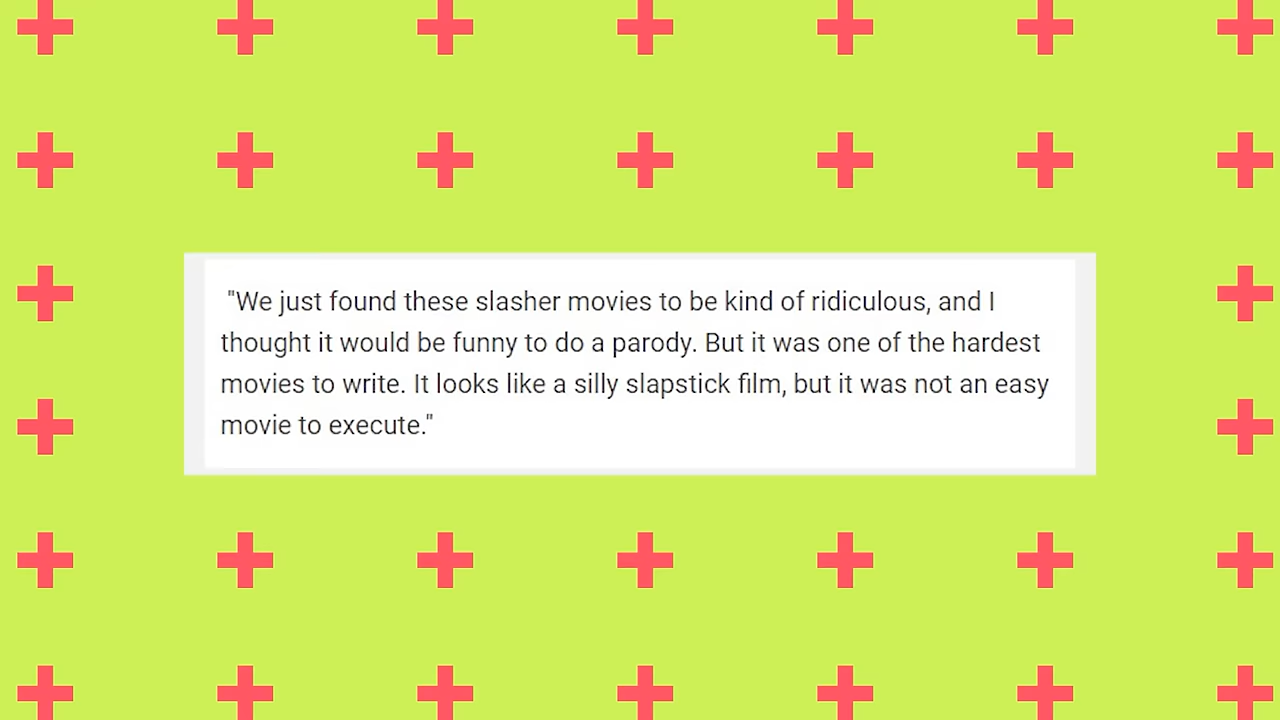 "We just found these slasher movies to be kind of ridiculous, and I
thought it would be funny to do a parody. But it was one of the hardest
movies to write. It looks like a silly slapstick film, but it was not an easy
movie to execute."